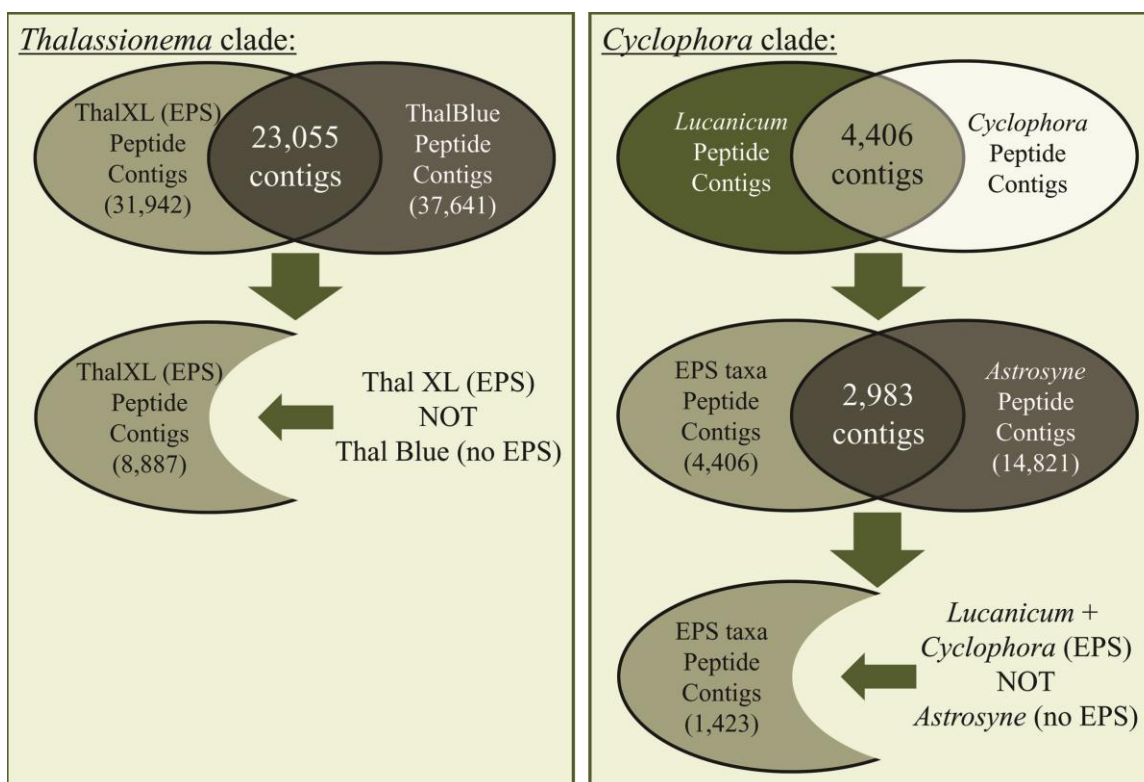 Thalassionema clade:
ThalXL (EPS)
Peptide
Contigs
(31,942)
23,055
contigs
ThalBlue
Peptide
Contigs
(37,641)
ThalXL (EPS)
Peptide
Contigs
(8,887)
Thal XL (EPS)
NOT
Thal Blue (no EPS)
Cyclophora clade:
Lucanicum
Peptide
Contigs
4,406
contigs
Cyclophora
Peptide
Contigs
EPS taxa
Peptide
Contigs
(4,406)
2,983
contigs
Astrosyne
Peptide
Contigs
(14,821)
EPS taxa
Peptide
Contigs
(1,423)
Lucanicum +
Cyclophora (EPS)
NOT
Astrosyne (no EPS)